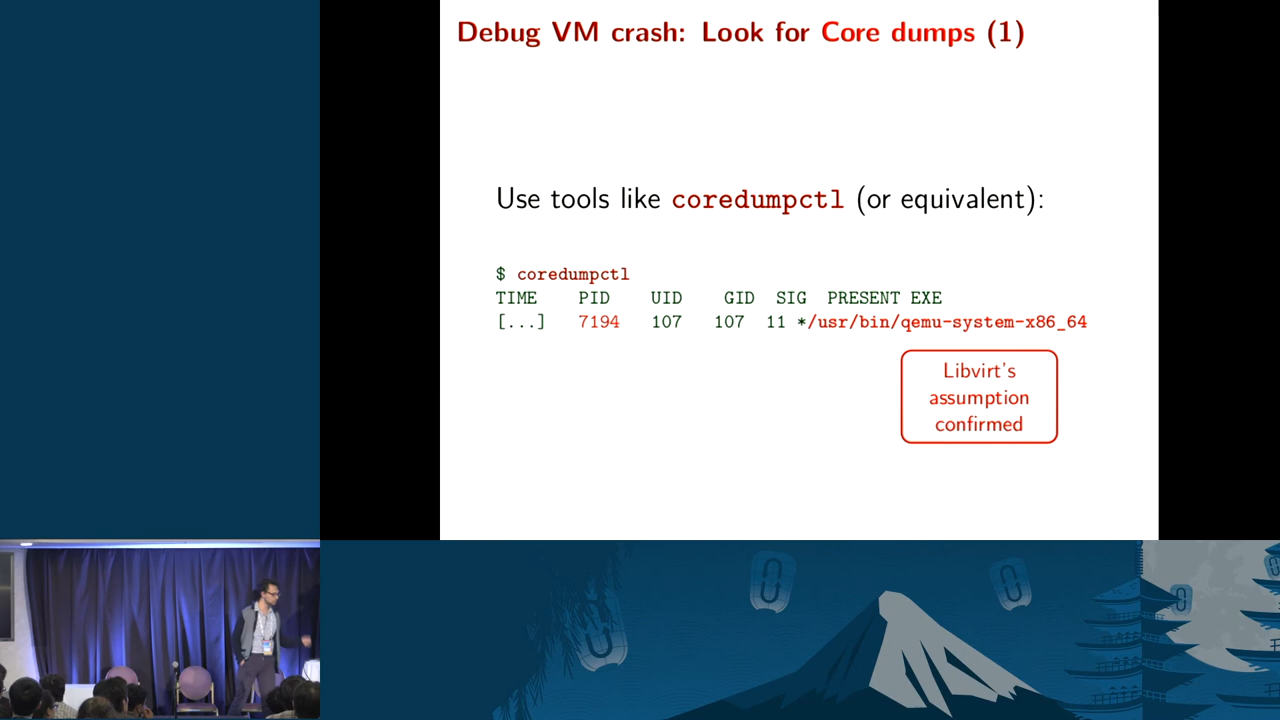 Debug VM crash: Look for Core dumps (1)
Use tools like coredumpctl (or equivalent):
$ coredumpctl
TIME PID UID GID SIG PRESENT EXE
[...] 7194 107 107 11 */usr/bin/qemu-system-x86_64
Libvirt's
assumption
confirmed